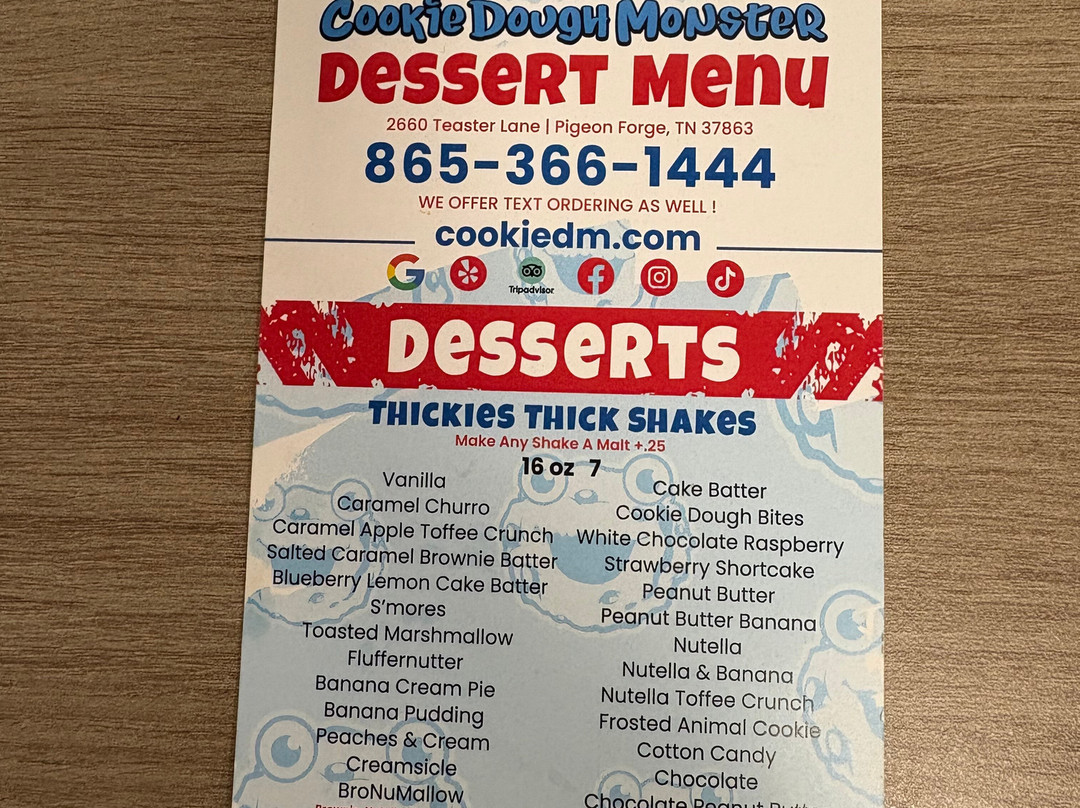 Cookie Dough Monster
Dessert Menu
2660 Teaster Lane | Pigeon Forge, TN 37863
865-366-1444
WE OFFER TEXT ORDERING AS WELL !
cookiedm.com
Tripadvisor
Desserts
Thickies Thick Shakes
Make Any Shake A Malt +.25
16 oz 7
Vanilla
Caramel Churro
Caramel Apple Toffee Crunch
Salted Caramel Brownie Batter
Blueberry Lemon Cake Batter
S'mores
Toasted Marshmallow
Fluffernutter
Banana Cream Pie
Banana Pudding
Peaches & Cream
Creamsicle
BroNuMallow
Cake Batter
Cookie Dough Bites
White Chocolate Raspberry
Strawberry Shortcake
Peanut Butter
Peanut Butter Banana
Nutella
Nutella & Banana
Nutella Toffee Crunch
Frosted Animal Cookie
Cotton Candy
Chocolate
Chocolate Peanut